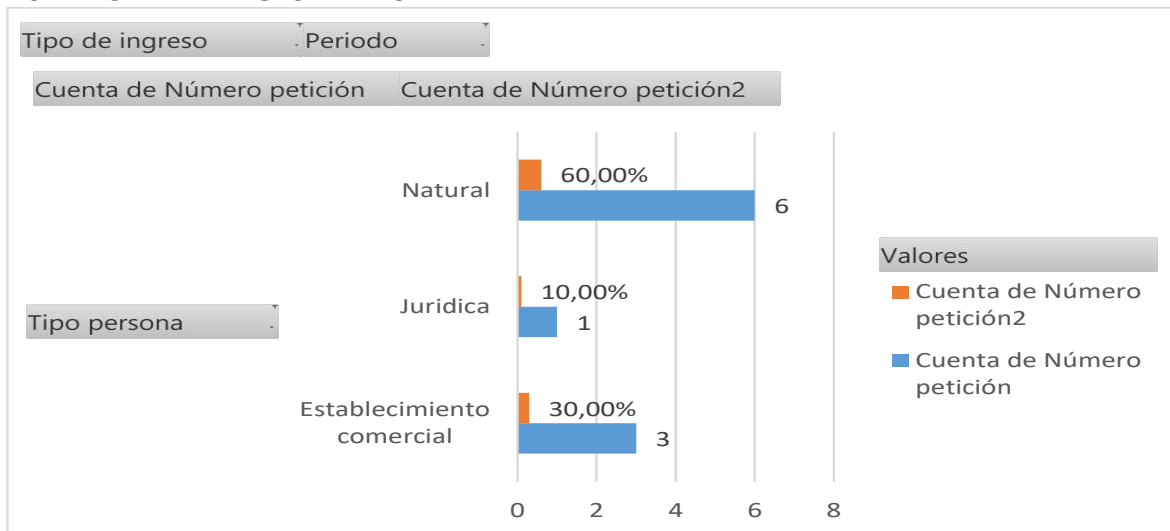 Tipo de ingreso Periodo
Cuenta de Número petición Cuenta de Número petición2
Natural
60,00%
6
Juridica
10,00%
1
Tipo persona
Establecimiento
comercial
30,00%
3
0 2 4 6 8
Valores
Cuenta de Número
petición2
Cuenta de Número
petición